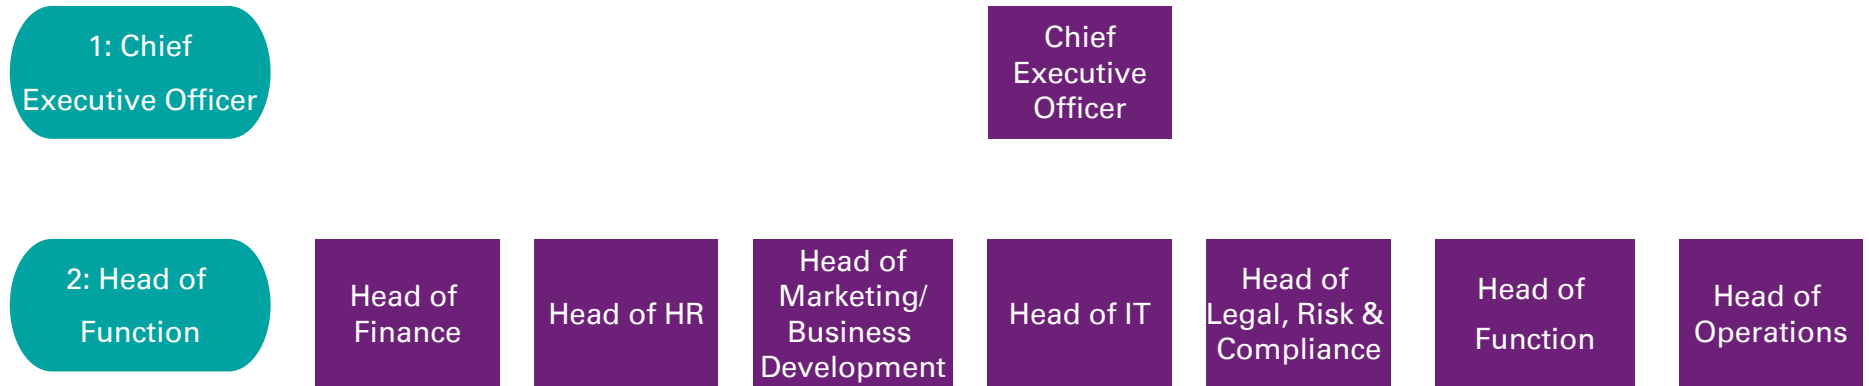 1: Chief
Executive Officer
Chief
Executive
Officer
2: Head of
Function
Head of
Finance
Head of HR
Head of
Marketing/
Business
Development
Head of IT
Head of
Legal, Risk &
Compliance
Head of
Function
Head of
Operations